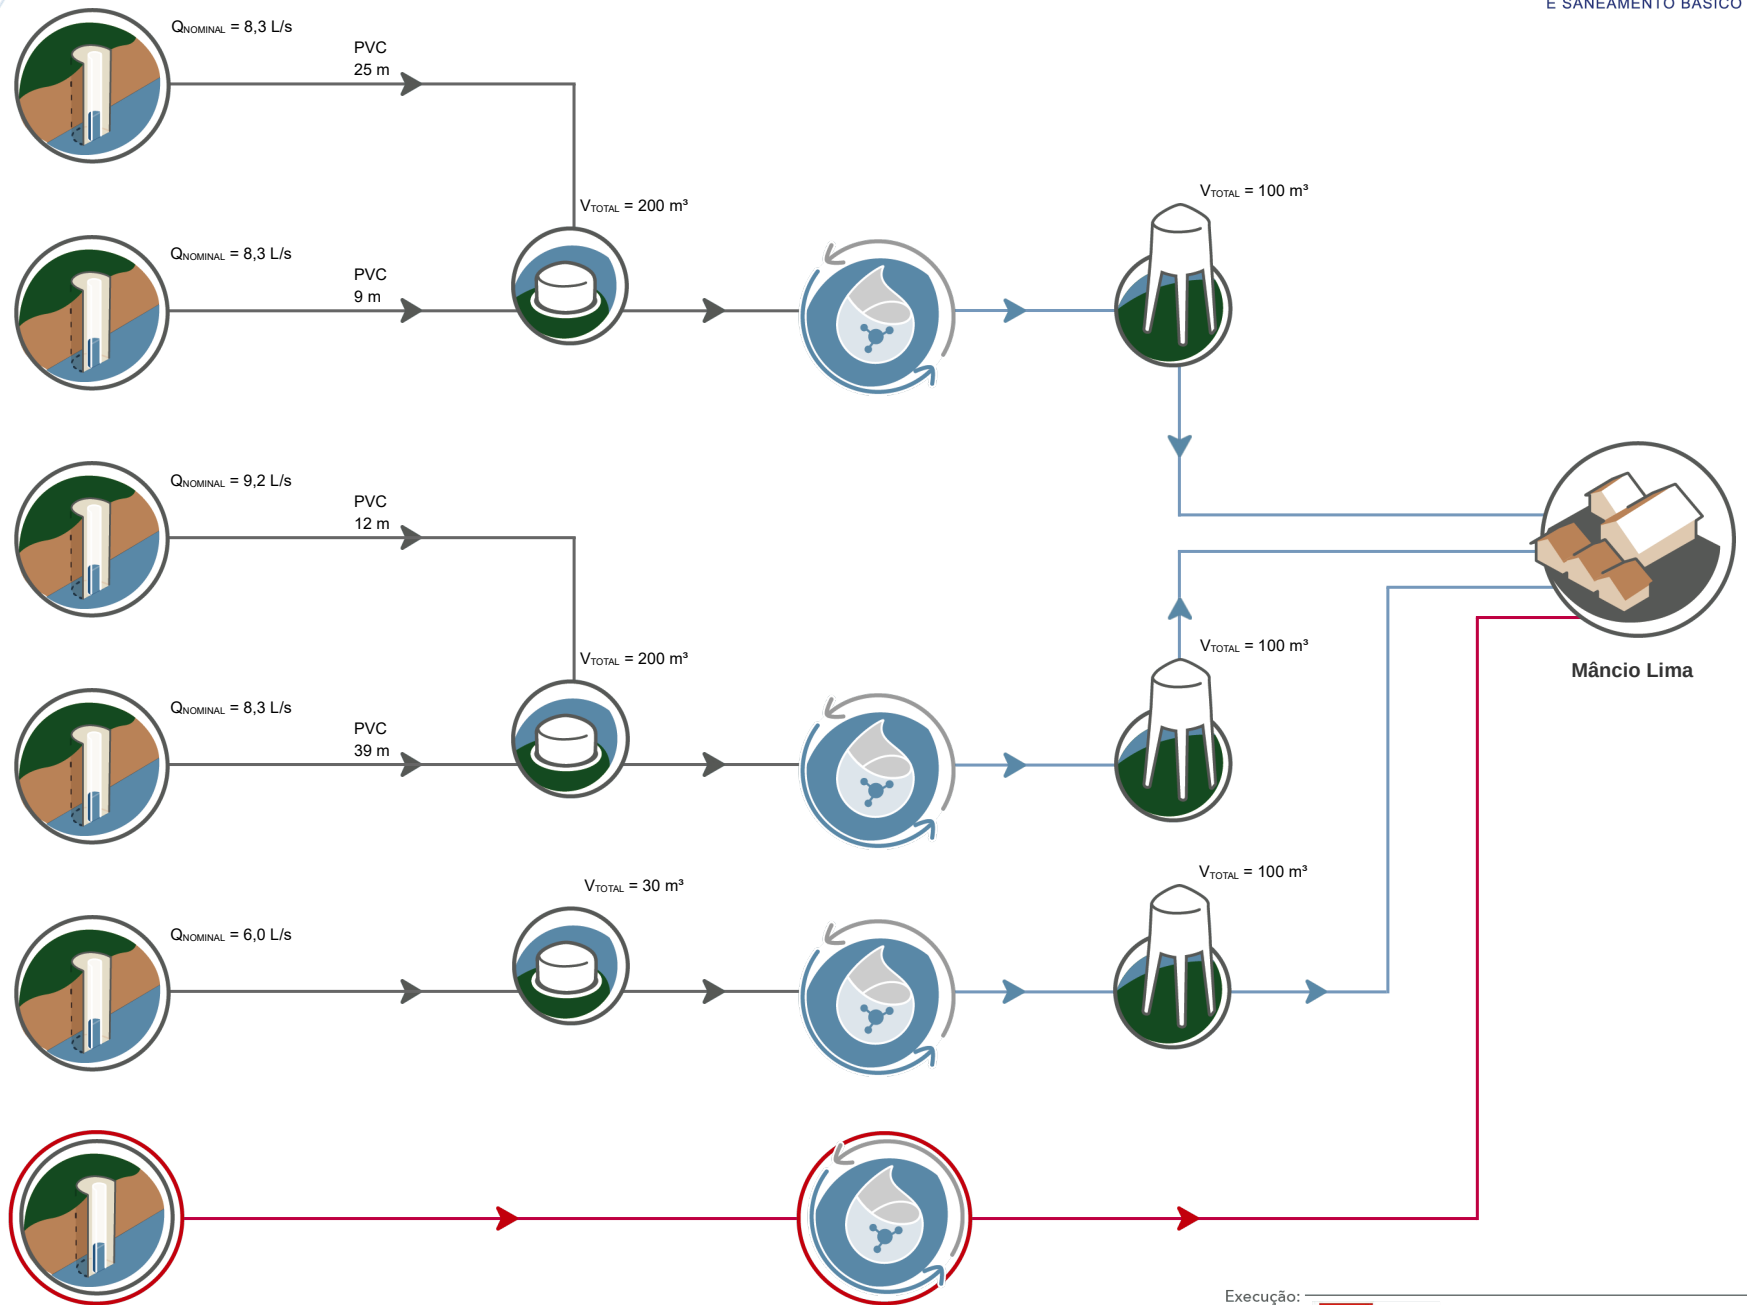 E SANEAMENTO BÁSICO
QNOMINAL = 8,3 L/s
PVC
25 m
VTOTAL = 100 m³
VTOTAL = 200 m³
QNOMINAL = 8,3 L/s
PVC
9 m
QNOMINAL = 9,2 L/s
PVC
12 m
VTOTAL = 200 m³
VTOTAL = 100 m³
Mâncio Lima
QNOMINAL = 8,3 L/s
PVC
39 m
VTOTAL = 100 m³
VTOTAL = 30 m³
QNOMINAL = 6,0 L/s
Execução: